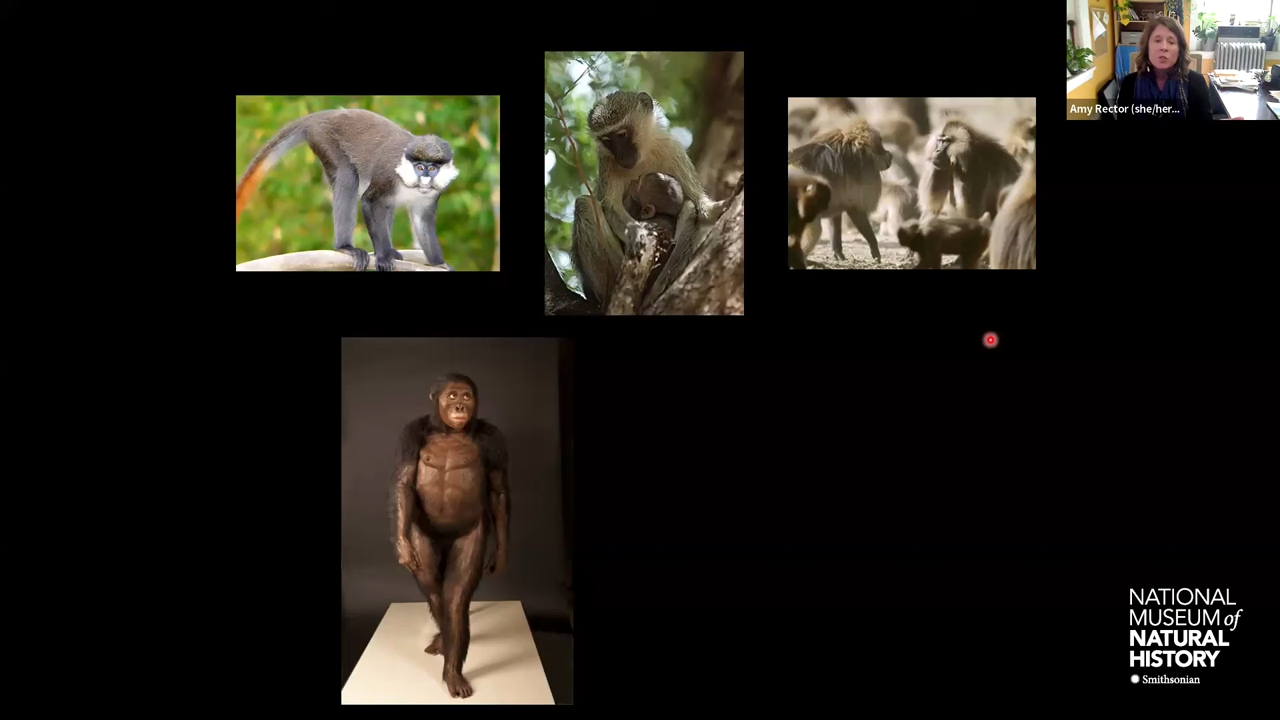 Amy Rector (she/her...
NATIONAL
MUSEUM of
NATURAL
HISTORY
Smithsonian